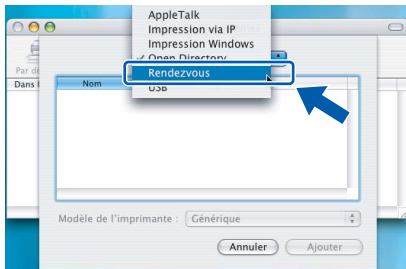 AppleTalk
Impression via IP
Impression Windows
✓ Open Directory
Rendezvous
USB
Par dé
Dans l
Nom
Modèle de l'imprimante : Générique
Annuler
Ajouter